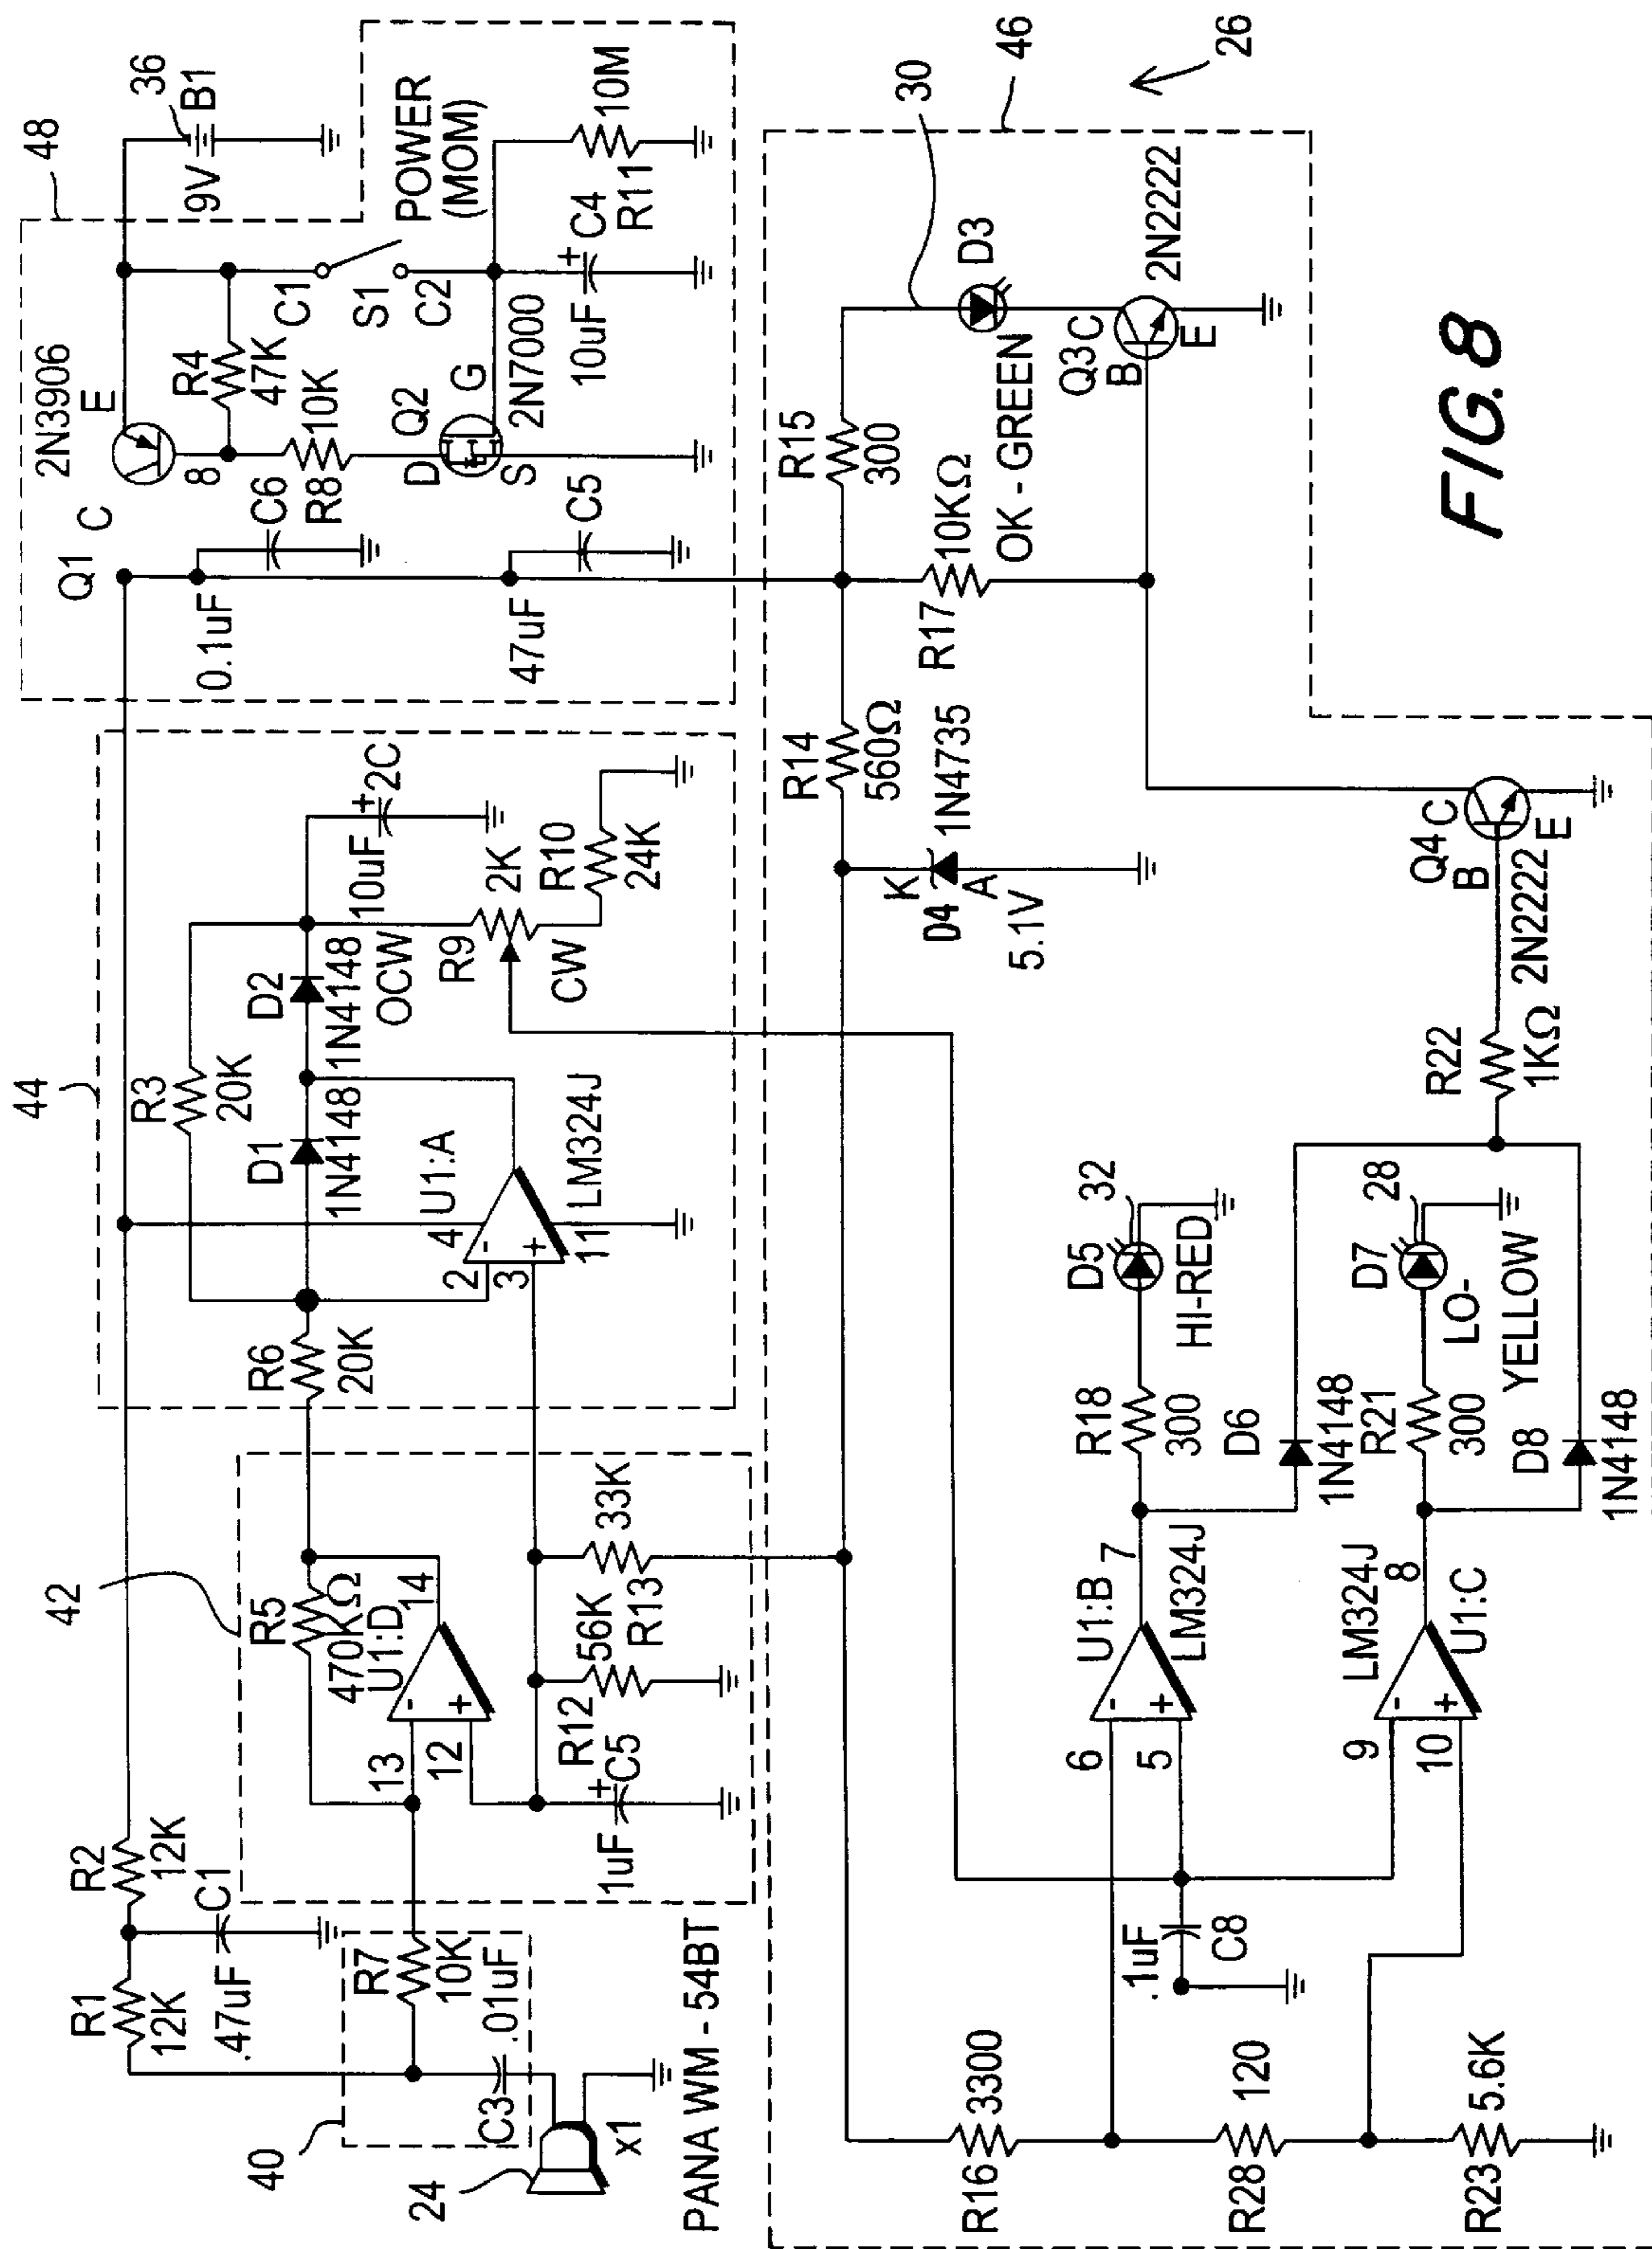 48
36
B1
9V
2N3906
E
Q1
C
8
R4
47K
C1
S1
C2
POWER
(MOM)
10M
R11
C6
0.1uF
R8
10K
D
Q2
G
S
2N7000
10uF
+
C4
C5
47uF
44
R3
20K
D1
1N4148
D2
1N4148
OCW
10uF
+
2C
R9
2K
CW
R10
24K
U1:A
4
2
-
3
+
11
LM324J
R6
20K
42
R5
470KΩ
U1:D
14
13
-
12
+
R12
56K
R13
33K
1uF
+
C5
R2
12K
R1
12K
C1
.47uF
40
R7
10K
.01uF
C3
24
x1
PANA WM - 54BT
46
26
30
R15
300
D3
OK - GREEN
R17
10KΩ
Q3
C
B
E
2N2222
R14
560Ω
K
D4
A
1N4735
5.1V
Q4
C
B
E
2N2222
R22
1KΩ
D5
32
HI-RED
R18
300
D6
1N4148
U1:B
7
LM324J
6
-
5
+
D7
28
LO-
YELLOW
R21
300
D8
1N4148
LM324J
8
U1:C
9
-
10
+
.1uF
C8
R16
3300
R28
120
R23
5.6K
FIG. 8